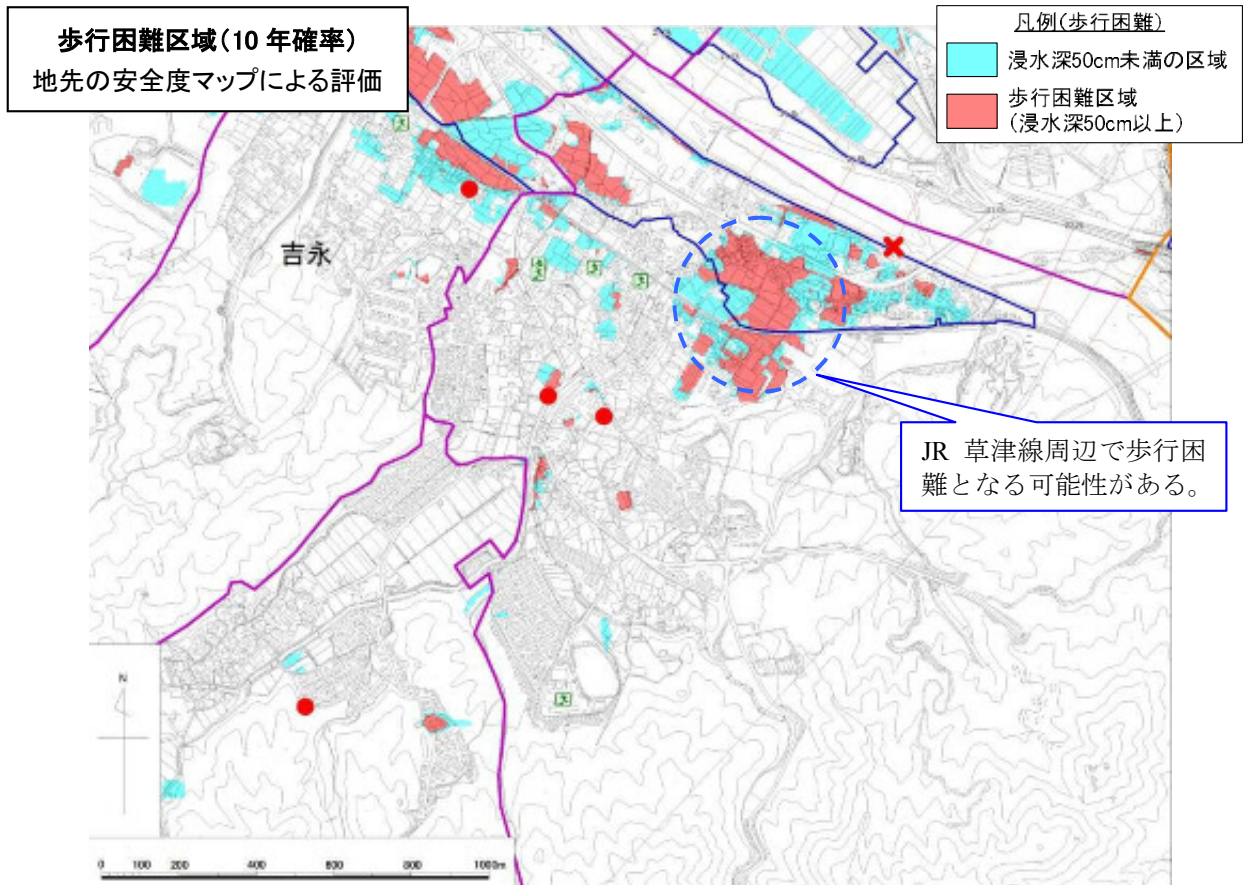 歩行困難区域(10年確率)
地先の安全度マップによる評価
凡例(歩行困難)
浸水深50cm未満の区域
歩行困難区域
(浸水深50cm以上)
吉永
JR 草津線周辺で歩行困
難となる可能性がある。
N
0 100 200 400 600 800 1000m